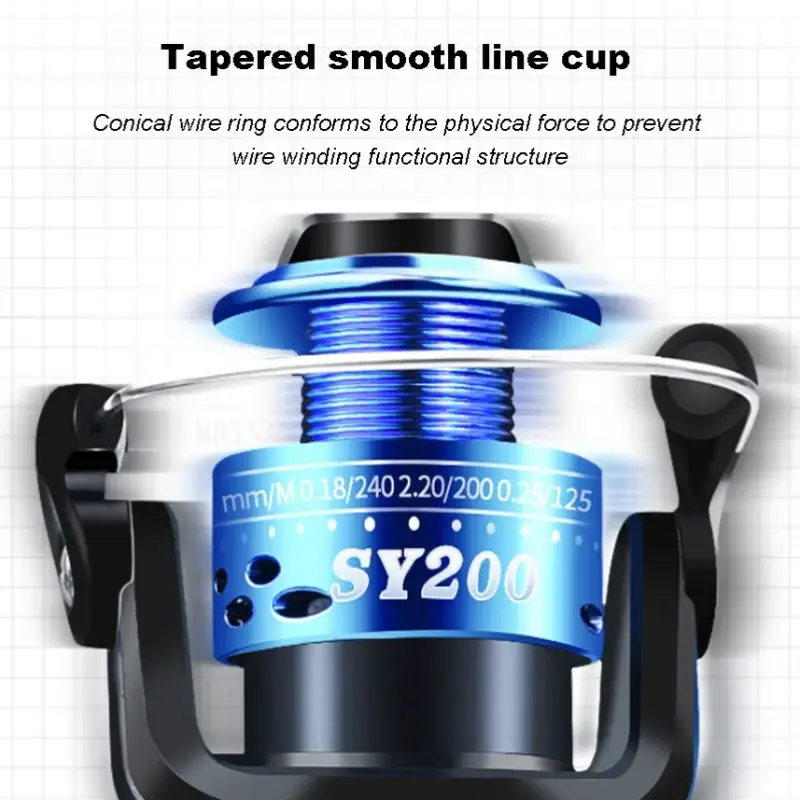 Tapered smooth line cup
Conical wire ring conforms to the physical force to prevent
wire winding functional structure
mm/M 0.18/240 2.20/200 0.25/125
SY200